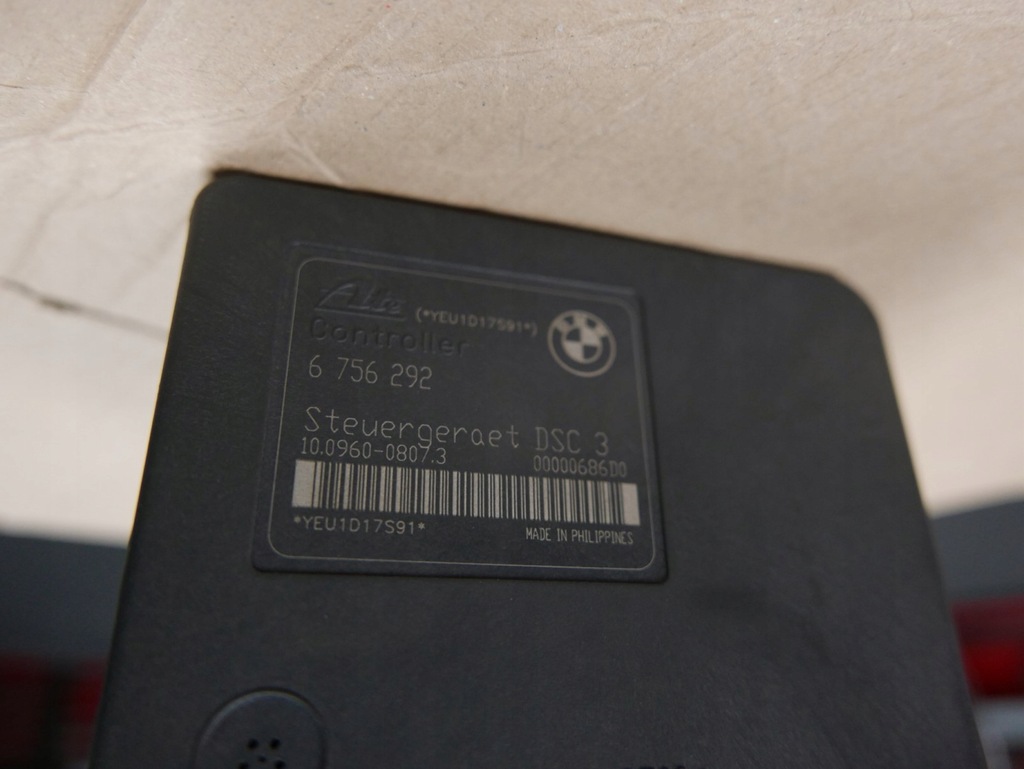 Ate (*YEU1D17S91*)
Controller
6 756 292
Steuergeraet DSC 3
10.0960-0807.3 00000686D0
*YEU1D17S91* MADE IN PHILIPPINES